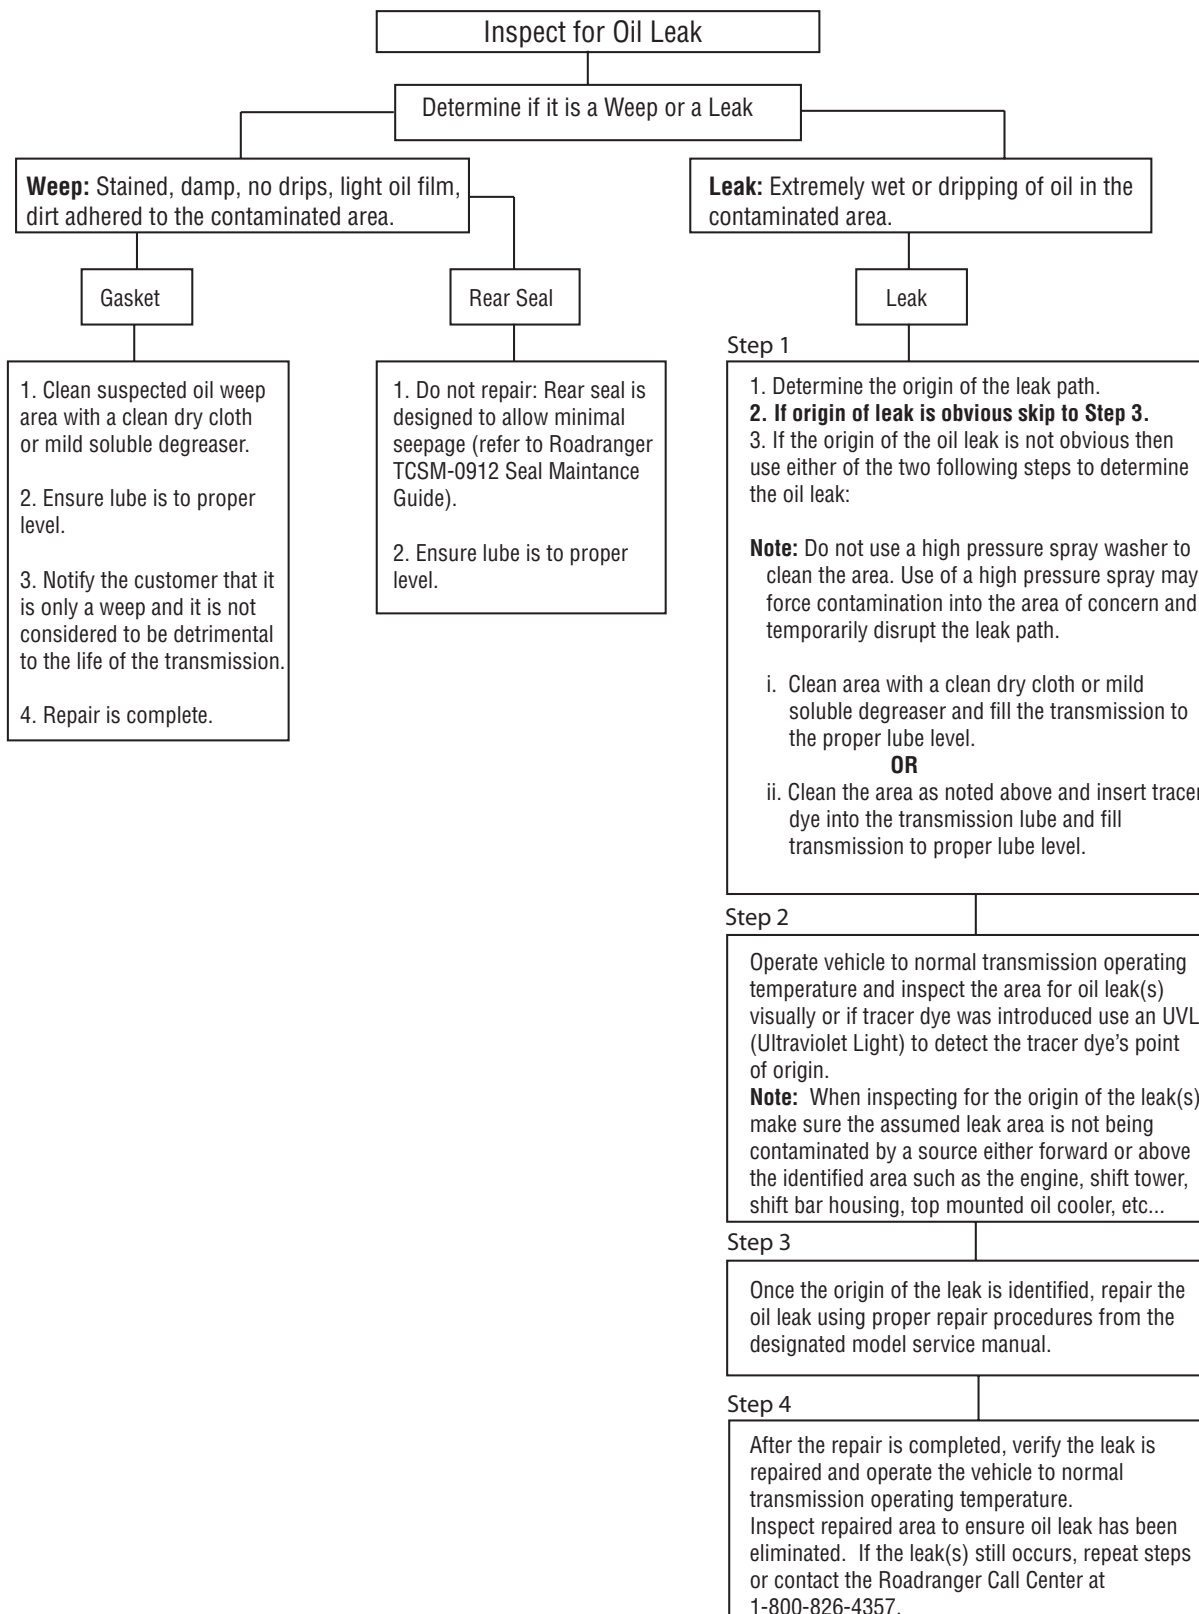 Inspect for Oil Leak
Determine if it is a Weep or a Leak
Weep: Stained, damp, no drips, light oil film,
dirt adhered to the contaminated area.
Leak: Extremely wet or dripping of oil in the
contaminated area.
Gasket
Rear Seal
Leak
1. Clean suspected oil weep
area with a clean dry cloth
or mild soluble degreaser.
2. Ensure lube is to proper
level.
3. Notify the customer that it
is only a weep and it is not
considered to be detrimental
to the life of the transmission.
4. Repair is complete.
1. Do not repair: Rear seal is
designed to allow minimal
seepage (refer to Roadranger
TCSM-0912 Seal Maintance
Guide).
2. Ensure lube is to proper
level.
Step 1
1. Determine the origin of the leak path.
2. If origin of leak is obvious skip to Step 3.
3. If the origin of the oil leak is not obvious then
use either of the two following steps to determine
the oil leak:
Note: Do not use a high pressure spray washer to
clean the area. Use of a high pressure spray may
force contamination into the area of concern and
temporarily disrupt the leak path.
i. Clean area with a clean dry cloth or mild
soluble degreaser and fill the transmission to
the proper lube level.
OR
ii. Clean the area as noted above and insert tracer
dye into the transmission lube and fill
transmission to proper lube level.
Step 2
Operate vehicle to normal transmission operating
temperature and inspect the area for oil leak(s)
visually or if tracer dye was introduced use an UVL
(Ultraviolet Light) to detect the tracer dye's point
of origin.
Note: When inspecting for the origin of the leak(s)
make sure the assumed leak area is not being
contaminated by a source either forward or above
the identified area such as the engine, shift tower,
shift bar housing, top mounted oil cooler, etc...
Step 3
Once the origin of the leak is identified, repair the
oil leak using proper repair procedures from the
designated model service manual.
Step 4
After the repair is completed, verify the leak is
repaired and operate the vehicle to normal
transmission operating temperature.
Inspect repaired area to ensure oil leak has been
eliminated. If the leak(s) still occurs, repeat steps
or contact the Roadranger Call Center at
1-800-826-4357.